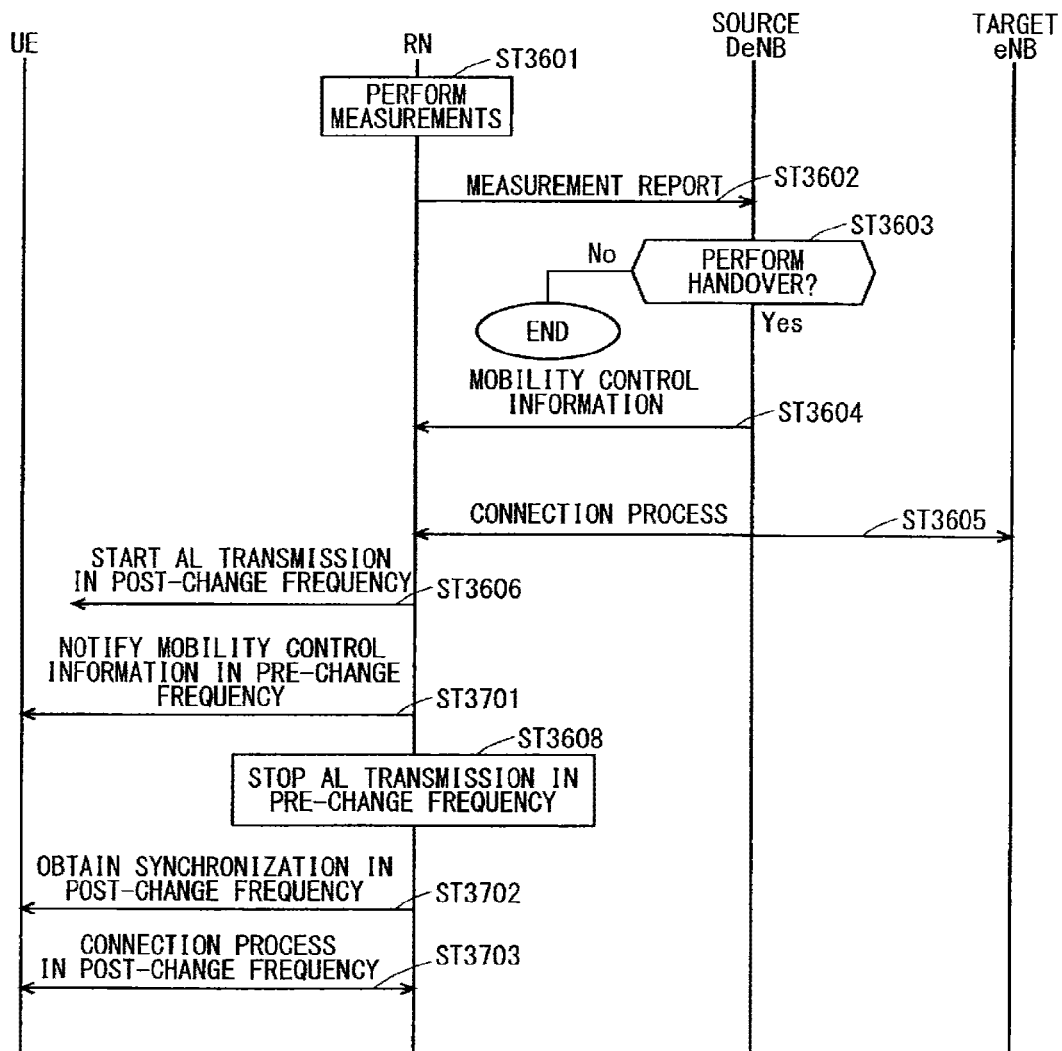 UE
RN
SOURCE
DeNB
TARGET
eNB
ST3601
PERFORM
MEASUREMENTS
MEASUREMENT REPORT
ST3602
ST3603
No
PERFORM
HANDOVER?
END
Yes
MOBILITY CONTROL
INFORMATION
ST3604
CONNECTION PROCESS
ST3605
START AL TRANSMISSION
IN POST-CHANGE FREQUENCY
ST3606
NOTIFY MOBILITY CONTROL
INFORMATION IN PRE-CHANGE
FREQUENCY
ST3701
ST3608
STOP AL TRANSMISSION IN
PRE-CHANGE FREQUENCY
OBTAIN SYNCHRONIZATION IN
POST-CHANGE FREQUENCY
ST3702
CONNECTION PROCESS
IN POST-CHANGE FREQUENCY
ST3703